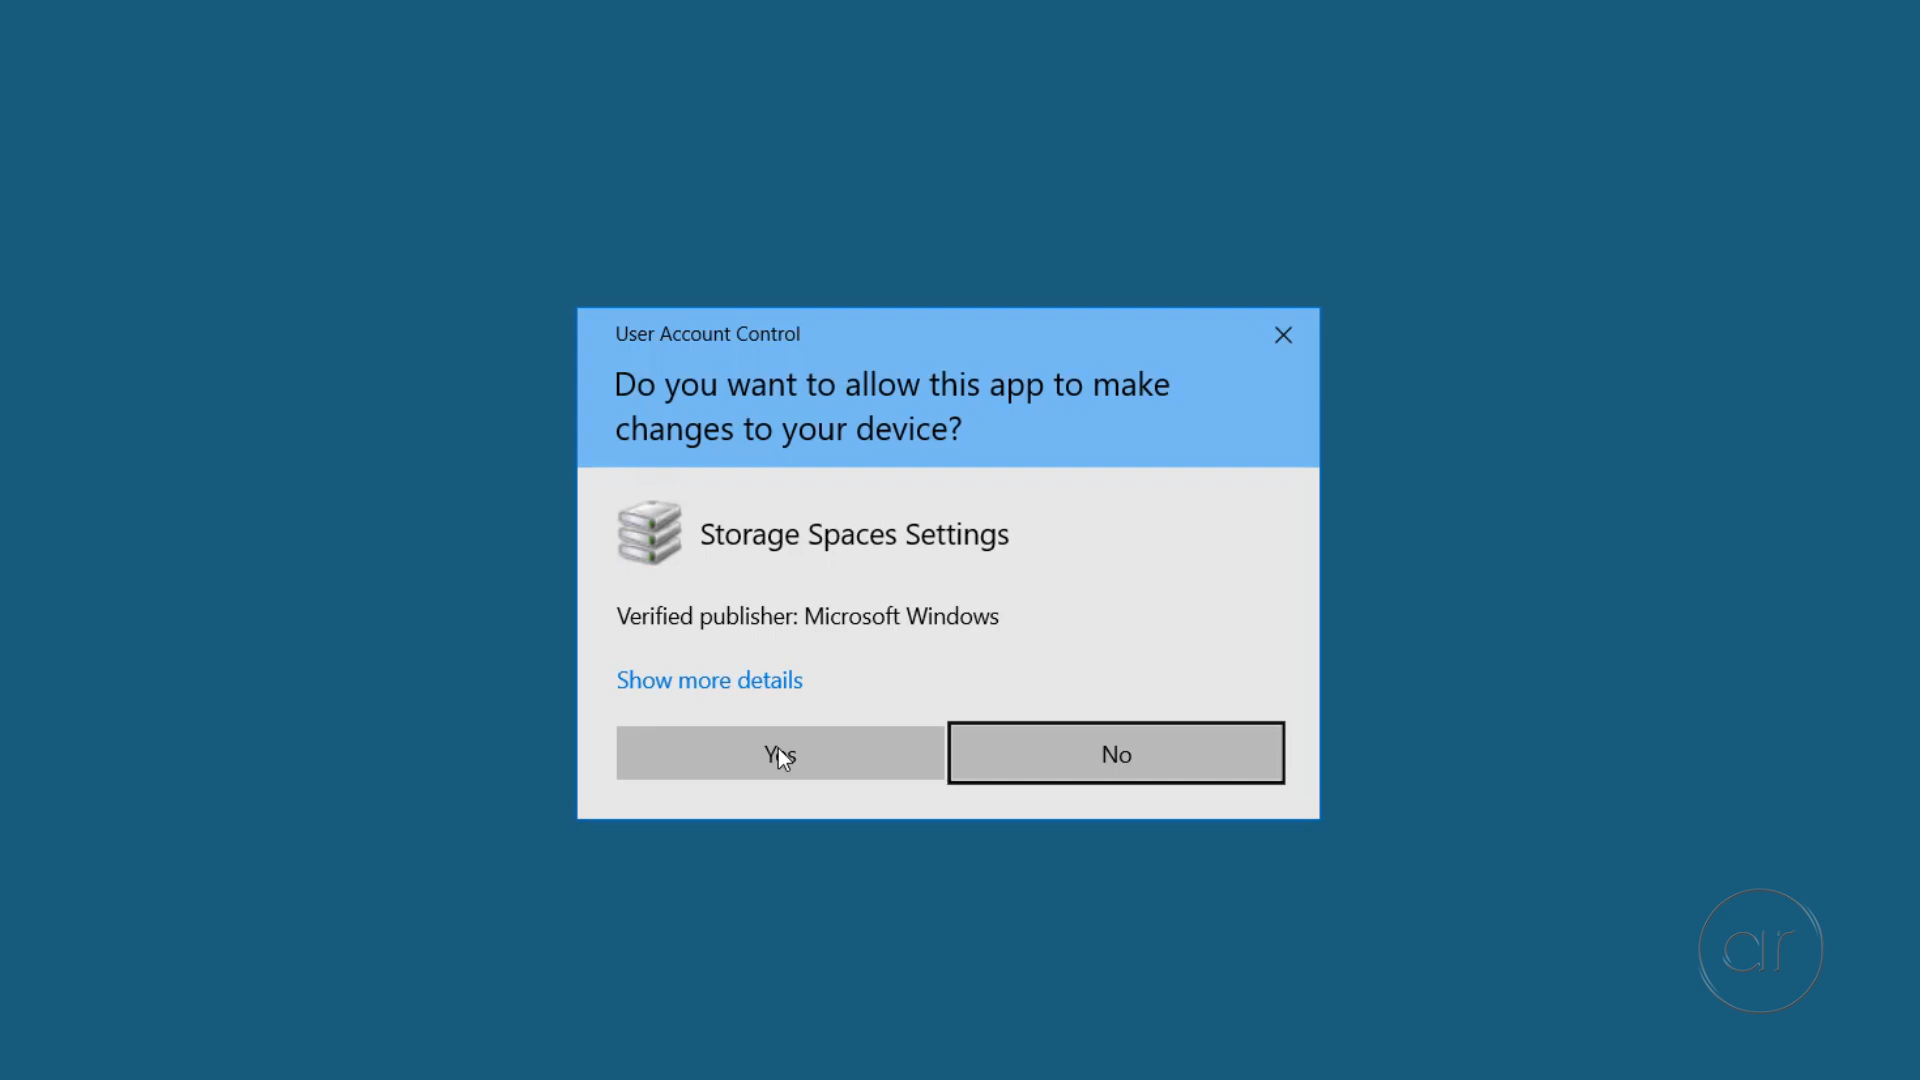 User Account Control
Do you want to allow this app to make
changes to your device?
Storage Spaces Settings
Verified publisher: Microsoft Windows
Show more details
Yes
No
ar